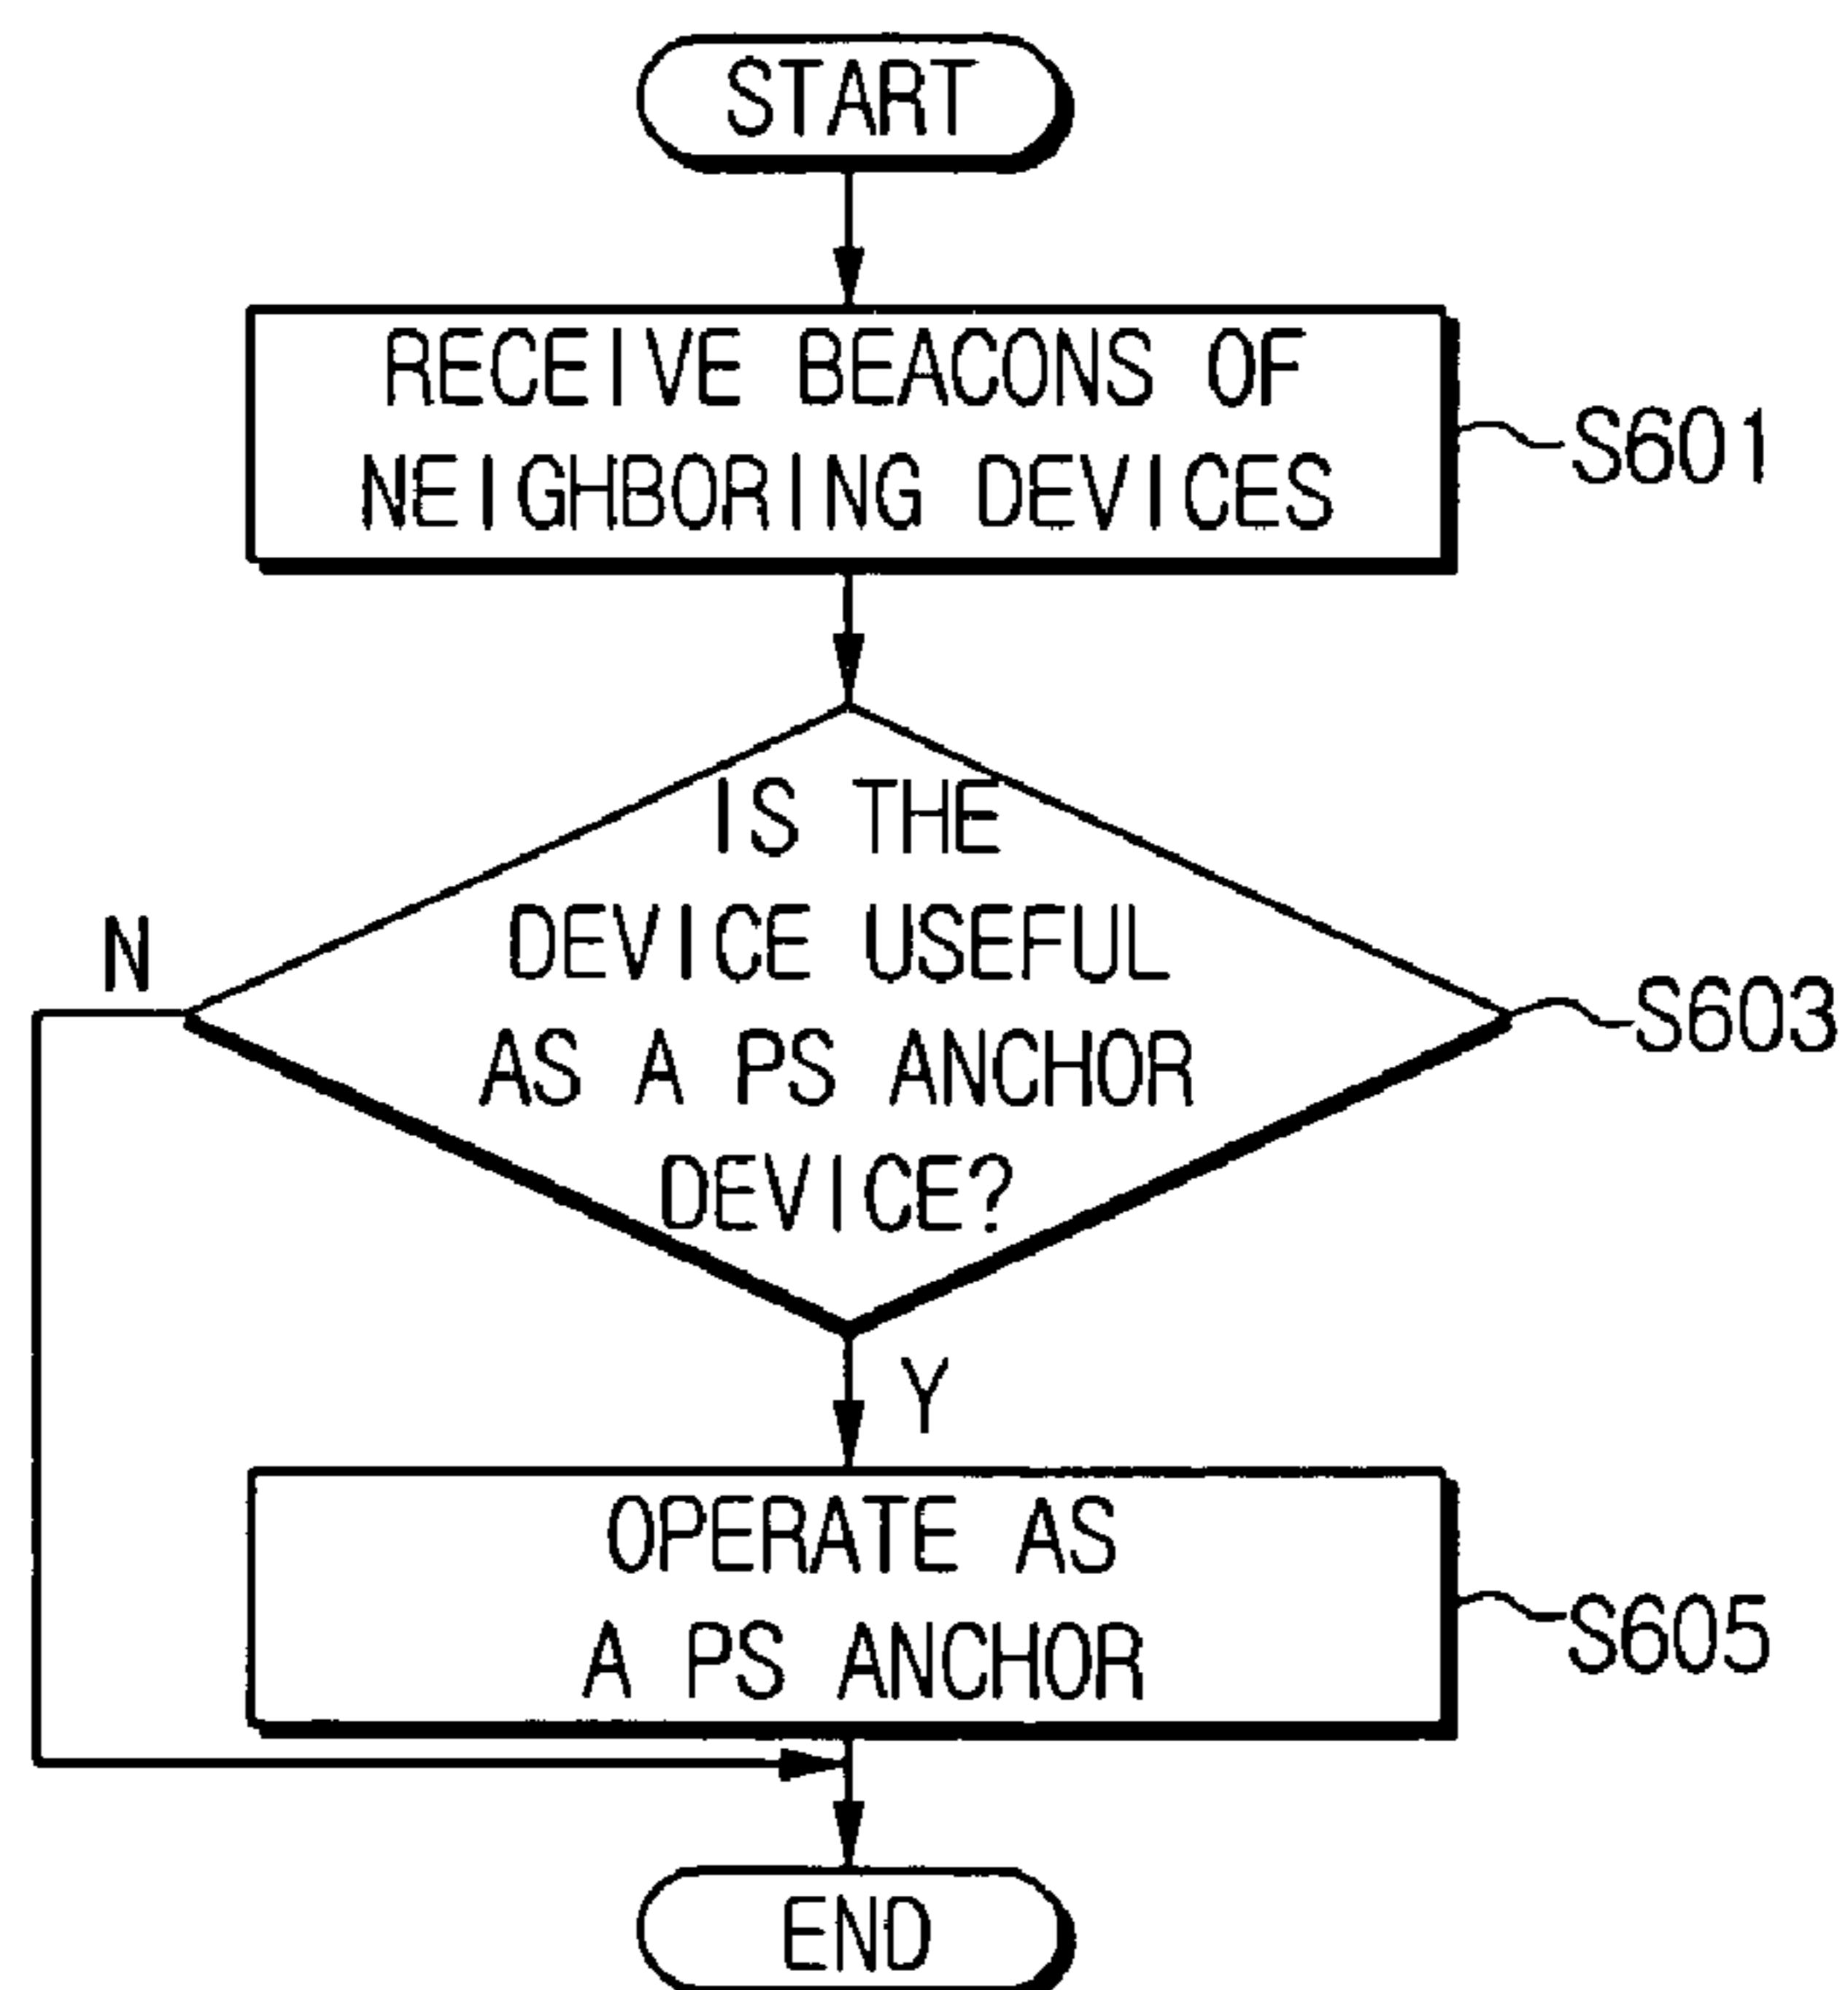 START
RECEIVE BEACONS OF
NEIGHBORING DEVICES
S601
IS THE
DEVICE USEFUL
AS A PS ANCHOR
DEVICE?
N
S603
Y
OPERATE AS
A PS ANCHOR
S605
END